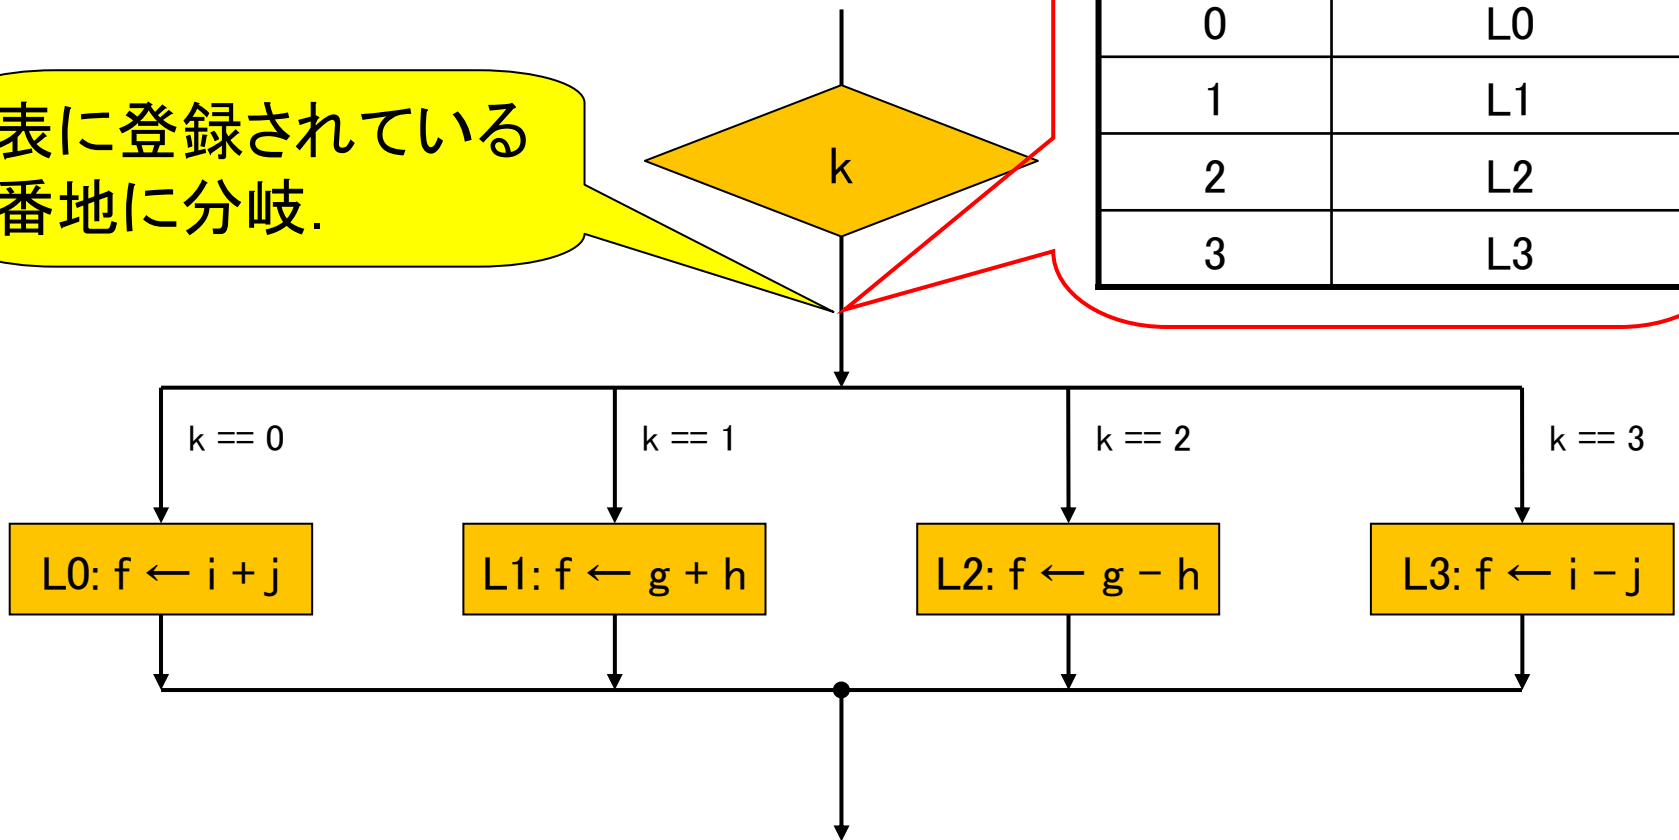 0 L0
1 L1
2 L2
3 L3
表に登録されている
番地に分岐.
k
k == 0
k == 1
k == 2
k == 3
L0: f ← i + j
L1: f ← g + h
L2: f ← g − h
L3: f ← i − j